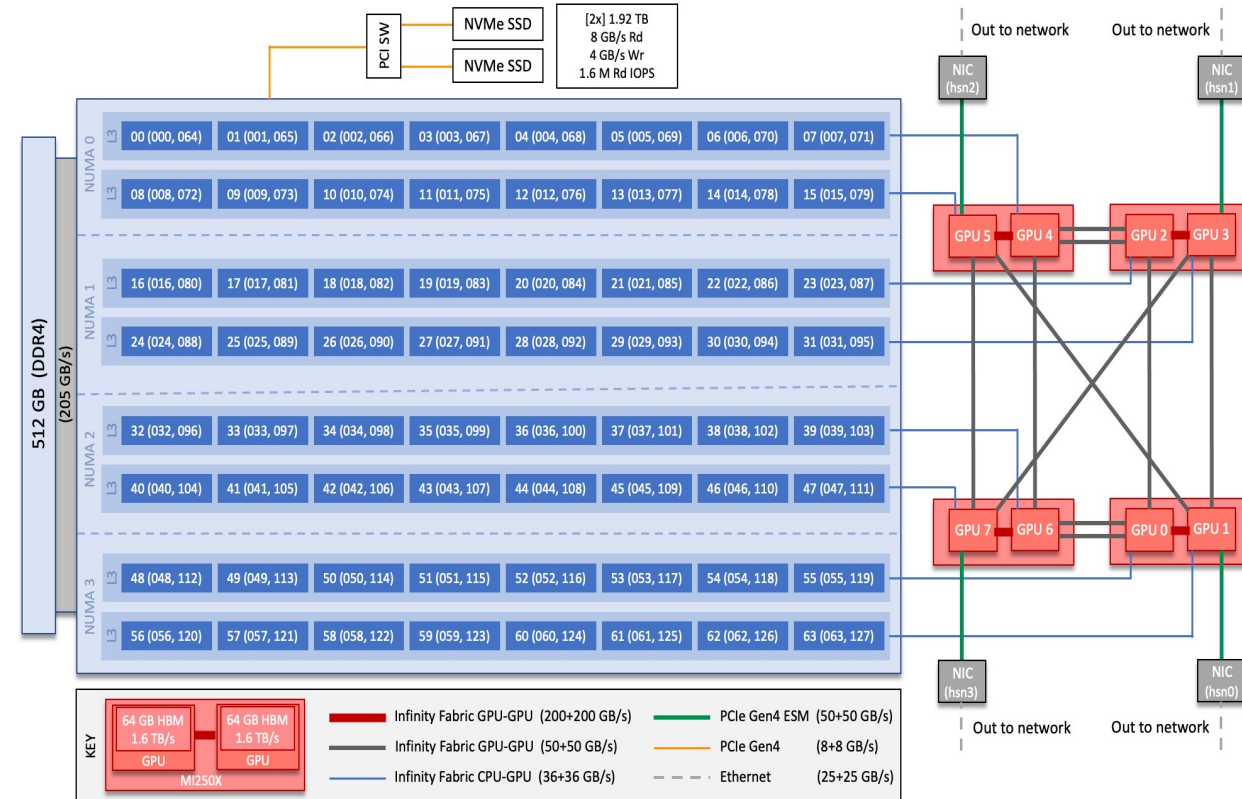 [2x] 1.92 TB
8 GB/s Rd
4 GB/s Wr
1.6 M Rd IOPS
NVMe SSD
NVMe SSD
PCI SW
Out to network
Out to network
NIC
(hsn2)
NIC
(hsn1)
512 GB (DDR4)
(205 GB/s)
NUMA 0
L3
00 (000, 064) 01 (001, 065) 02 (002, 066) 03 (003, 067) 04 (004, 068) 05 (005, 069) 06 (006, 070) 07 (007, 071)
L3
08 (008, 072) 09 (009, 073) 10 (010, 074) 11 (011, 075) 12 (012, 076) 13 (013, 077) 14 (014, 078) 15 (015, 079)
NUMA 1
L3
16 (016, 080) 17 (017, 081) 18 (018, 082) 19 (019, 083) 20 (020, 084) 21 (021, 085) 22 (022, 086) 23 (023, 087)
L3
24 (024, 088) 25 (025, 089) 26 (026, 090) 27 (027, 091) 28 (028, 092) 29 (029, 093) 30 (030, 094) 31 (031, 095)
NUMA 2
L3
32 (032, 096) 33 (033, 097) 34 (034, 098) 35 (035, 099) 36 (036, 100) 37 (037, 101) 38 (038, 102) 39 (039, 103)
L3
40 (040, 104) 41 (041, 105) 42 (042, 106) 43 (043, 107) 44 (044, 108) 45 (045, 109) 46 (046, 110) 47 (047, 111)
NUMA 3
L3
48 (048, 112) 49 (049, 113) 50 (050, 114) 51 (051, 115) 52 (052, 116) 53 (053, 117) 54 (054, 118) 55 (055, 119)
L3
56 (056, 120) 57 (057, 121) 58 (058, 122) 59 (059, 123) 60 (060, 124) 61 (061, 125) 62 (062, 126) 63 (063, 127)
GPU 5 GPU 4 GPU 2 GPU 3
GPU 7 GPU 6 GPU 0 GPU 1
NIC
(hsn3)
NIC
(hsn0)
Out to network
Out to network
KEY
64 GB HBM
1.6 TB/s
GPU
64 GB HBM
1.6 TB/s
GPU
MI250X
Infinity Fabric GPU-GPU (200+200 GB/s)
Infinity Fabric GPU-GPU (50+50 GB/s)
Infinity Fabric CPU-GPU (36+36 GB/s)
PCIe Gen4 ESM (50+50 GB/s)
PCIe Gen4 (8+8 GB/s)
Ethernet (25+25 GB/s)